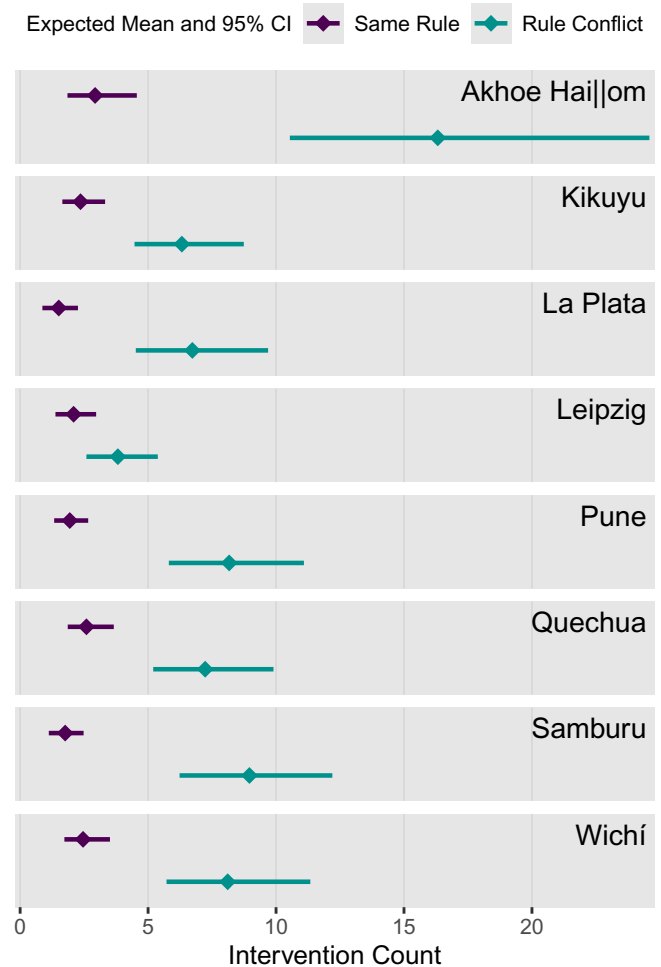 Expected Mean and 95% CI Same Rule Rule Conflict
Akhoe Hai||om
Kikuyu
La Plata
Leipzig
Pune
Quechua
Samburu
Wichí
0 5 10 15 20
Intervention Count